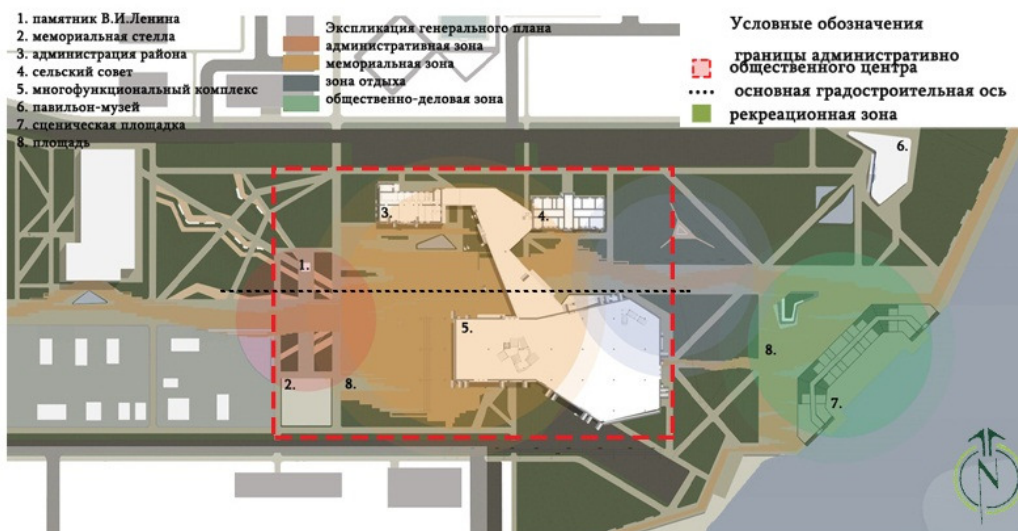 1. памятник В.И.Ленина
2. мемориальная стелла
3. администрация района
4. сельский совет
5. многофункциональный комплекс
6. павильон-музей
7. сценическая площадка
8. площадь
Экспликация генерального плана
административная зона
мемориальная зона
зона отдыха
общественно-деловая зона
Условные обозначения
границы административно
общественного центра
основная градостроительная ось
рекреационная зона
6.
3.
4.
1.
5.
2.
8.
8.
7.
N